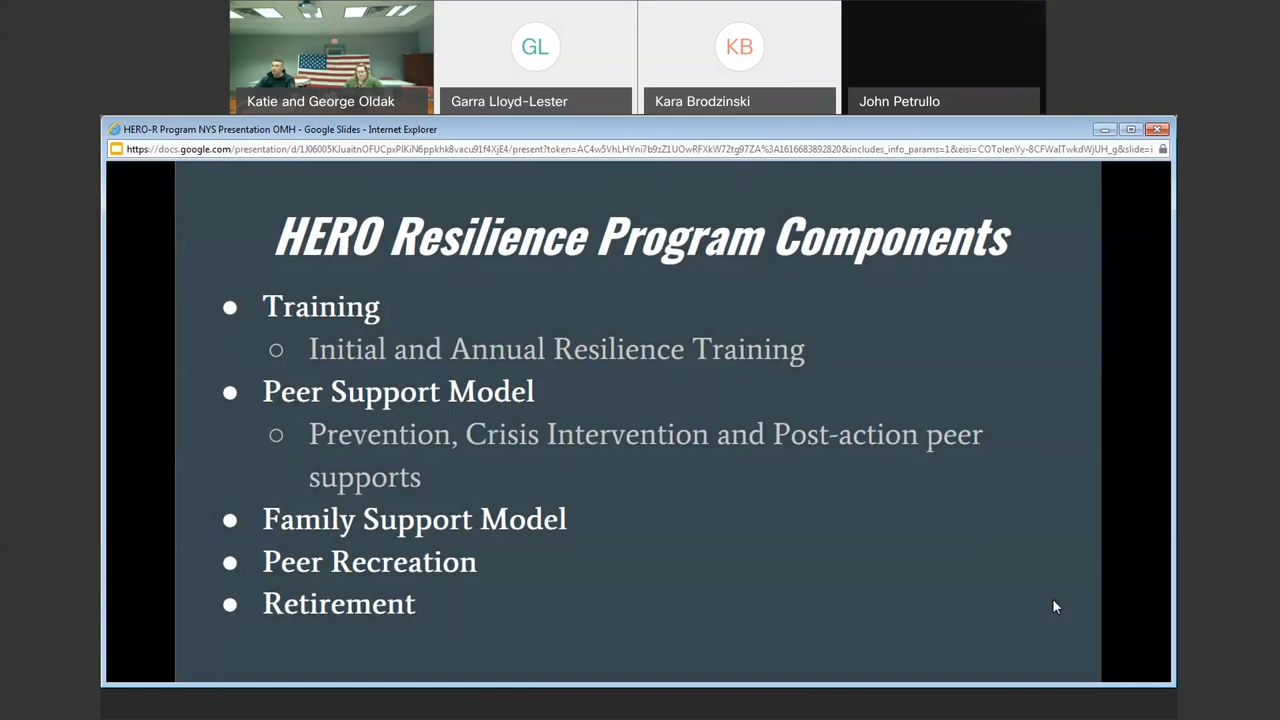 GL
KB
Katie and George Oldak
Garra Lloyd-Lester
Kara Brodzinski
John Petrullo
HERO-R Program NYS Presentation OMH - Google Slides - Internet Explorer
HERO Resilience Program Components
● Training
○ Initial and Annual Resilience Training
● Peer Support Model
○ Prevention, Crisis Intervention and Post-action peer
supports
● Family Support Model
● Peer Recreation
● Retirement